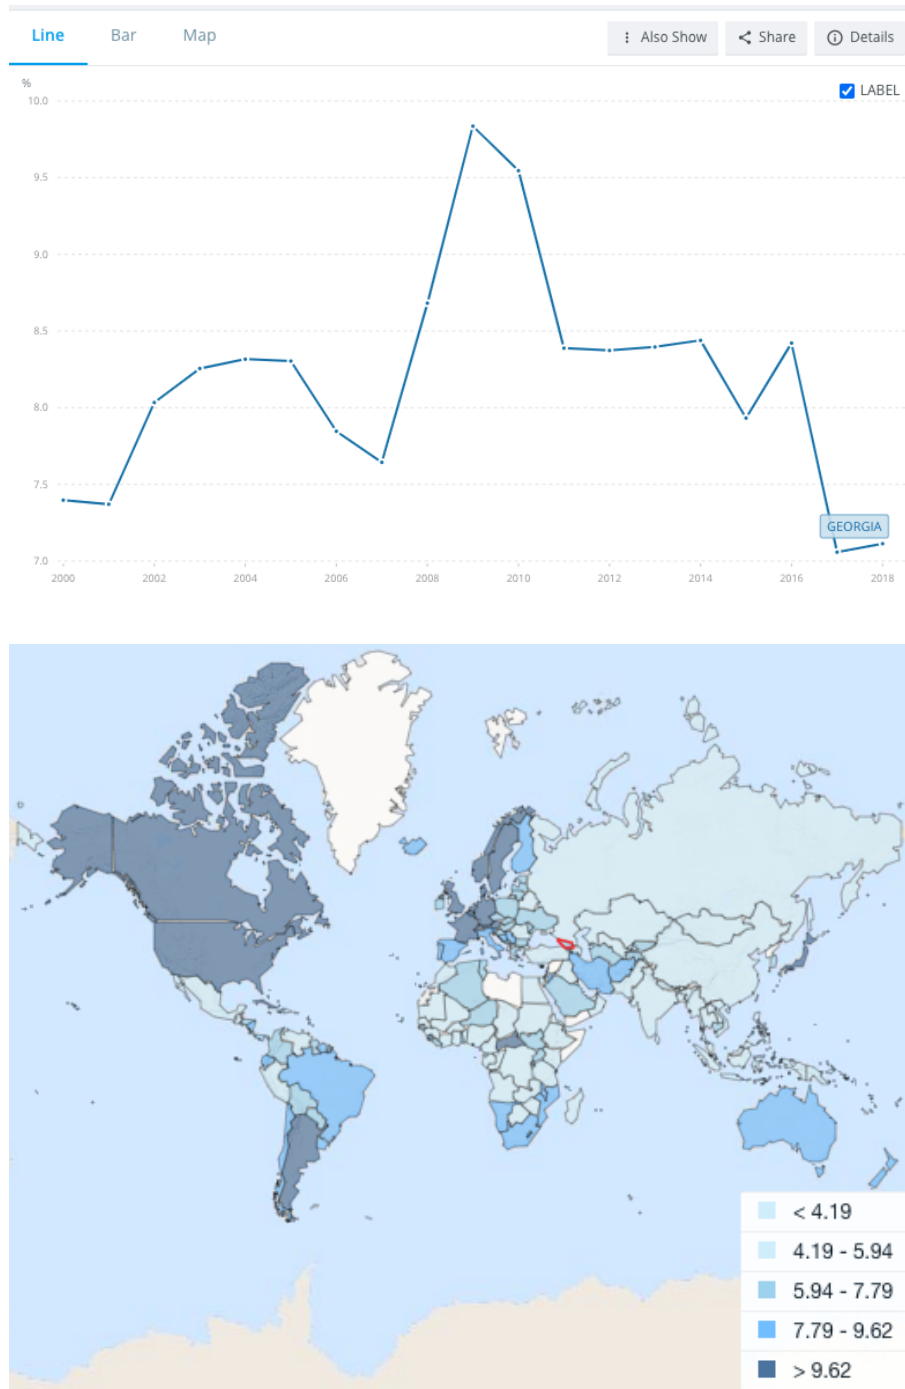 Line Bar Map Also Show Share Details
%
LABEL
10.0
9.5
9.0
8.5
8.0
7.5
GEORGIA
7.0
2000 2002 2004 2006 2008 2010 2012 2014 2016 2018
< 4.19
4.19 - 5.94
5.94 - 7.79
7.79 - 9.62
> 9.62